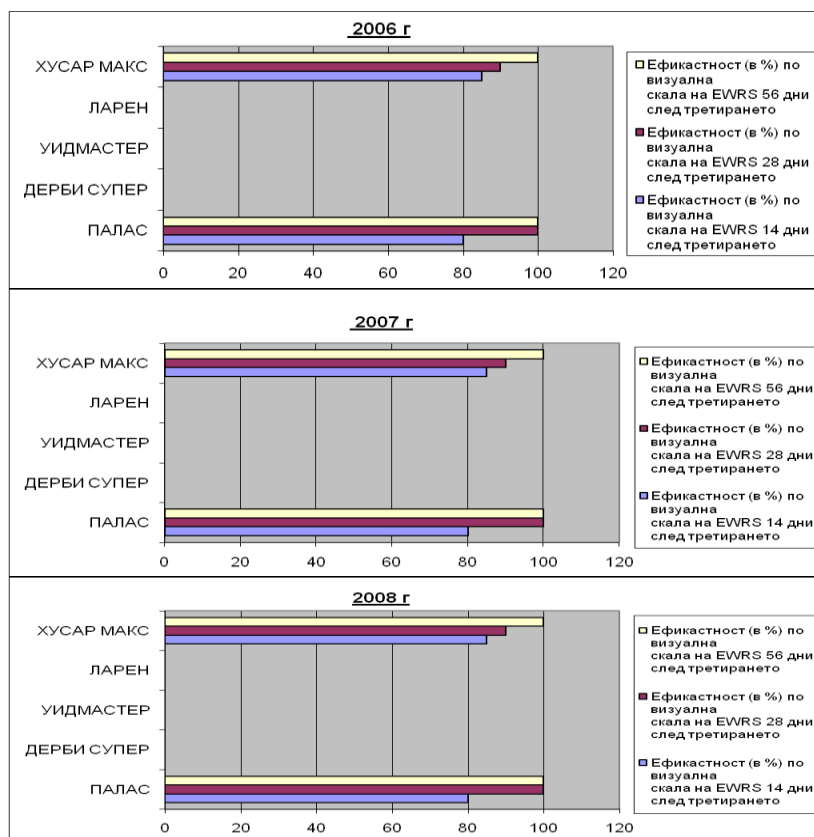 2006 г
ХУСАР МАКС
ЛАРЕН
УИДМАСТЕР
ДЕРБИ СУПЕР
ПАЛАС
0 20 40 60 80 100 120
Ефикастност (в %) по
визуална
скала на EWRS 56 дни
след третирането
Ефикастност (в %) по
визуална
скала на EWRS 28 дни
след третирането
Ефикастност (в %) по
визуална
скала на EWRS 14 дни
след третирането
2007 г
ХУСАР МАКС
ЛАРЕН
УИДМАСТЕР
ДЕРБИ СУПЕР
ПАЛАС
0 20 40 60 80 100 120
Ефикастност (в %) по
визуална
скала на EWRS 56 дни
след третирането
Ефикастност (в %) по
визуална
скала на EWRS 28 дни
след третирането
Ефикастност (в %) по
визуална
скала на EWRS 14 дни
след третирането
2008 г
ХУСАР МАКС
ЛАРЕН
УИДМАСТЕР
ДЕРБИ СУПЕР
ПАЛАС
0 20 40 60 80 100 120
Ефикастност (в %) по
визуална
скала на EWRS 56 дни
след третирането
Ефикастност (в %) по
визуална
скала на EWRS 28 дни
след третирането
Ефикастност (в %) по
визуална
скала на EWRS 14 дни
след третирането